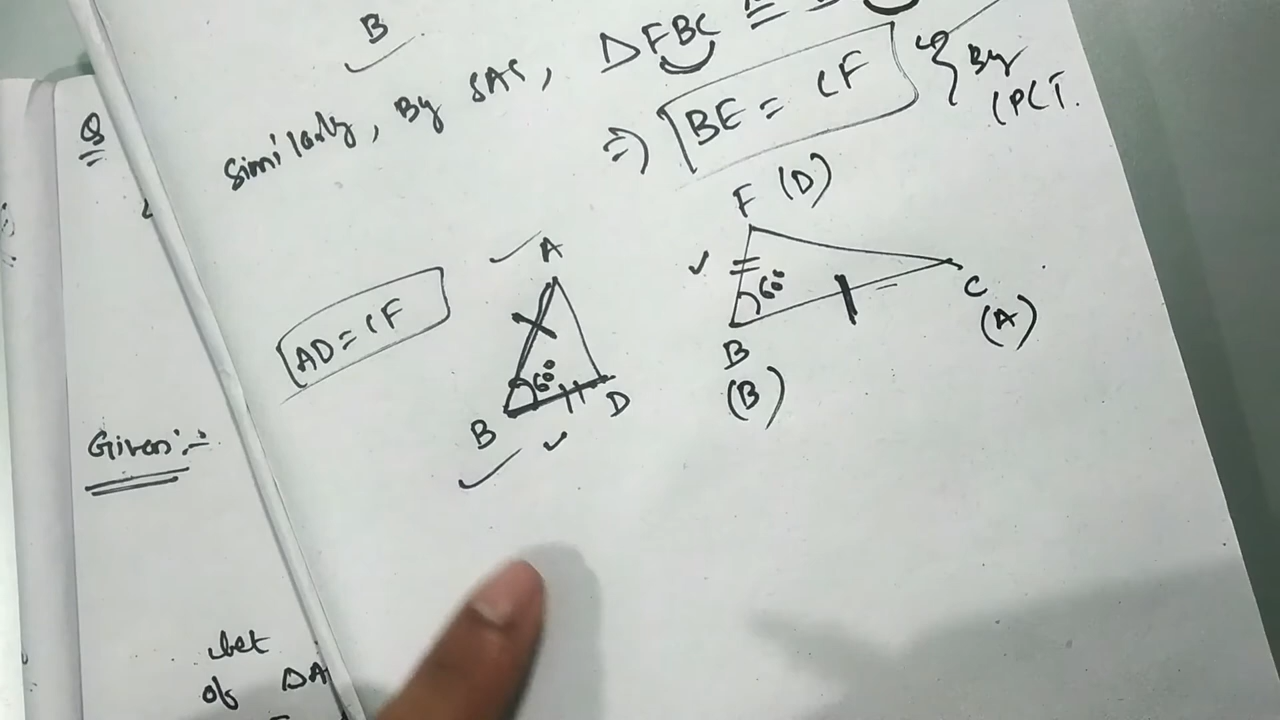 B
Similarly, By SAS, ΔFBC ≅
⇒ BE = CF } By CPCT.
Q
F (D)
A
AD = CF
60°
C
(A)
B
(B)
60°
D
B
Given :-
Let
of ΔA